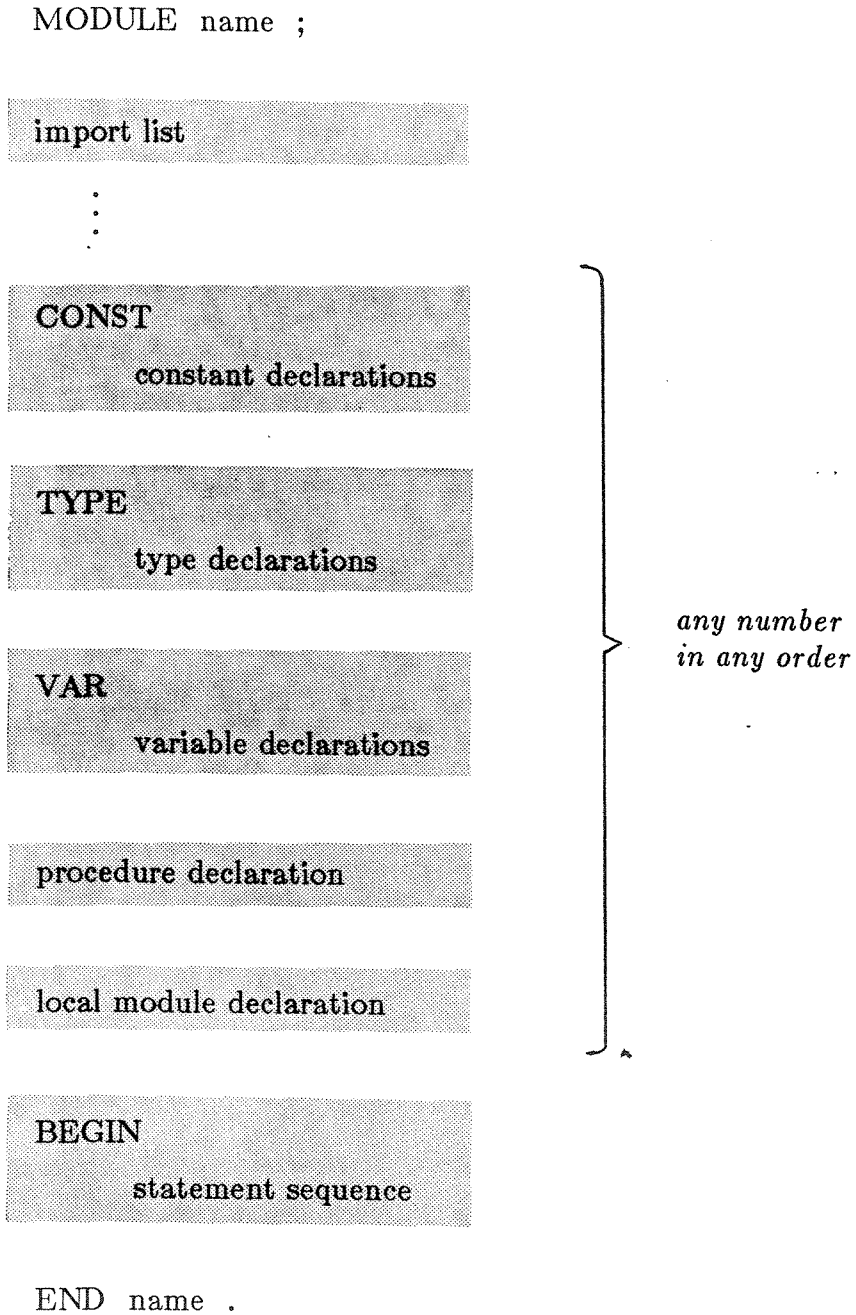 MODULE name ;
import list
⋮
CONST
constant declarations
TYPE
type declarations
VAR
variable declarations
any number
in any order
procedure declaration
local module declaration
BEGIN
statement sequence
END name .